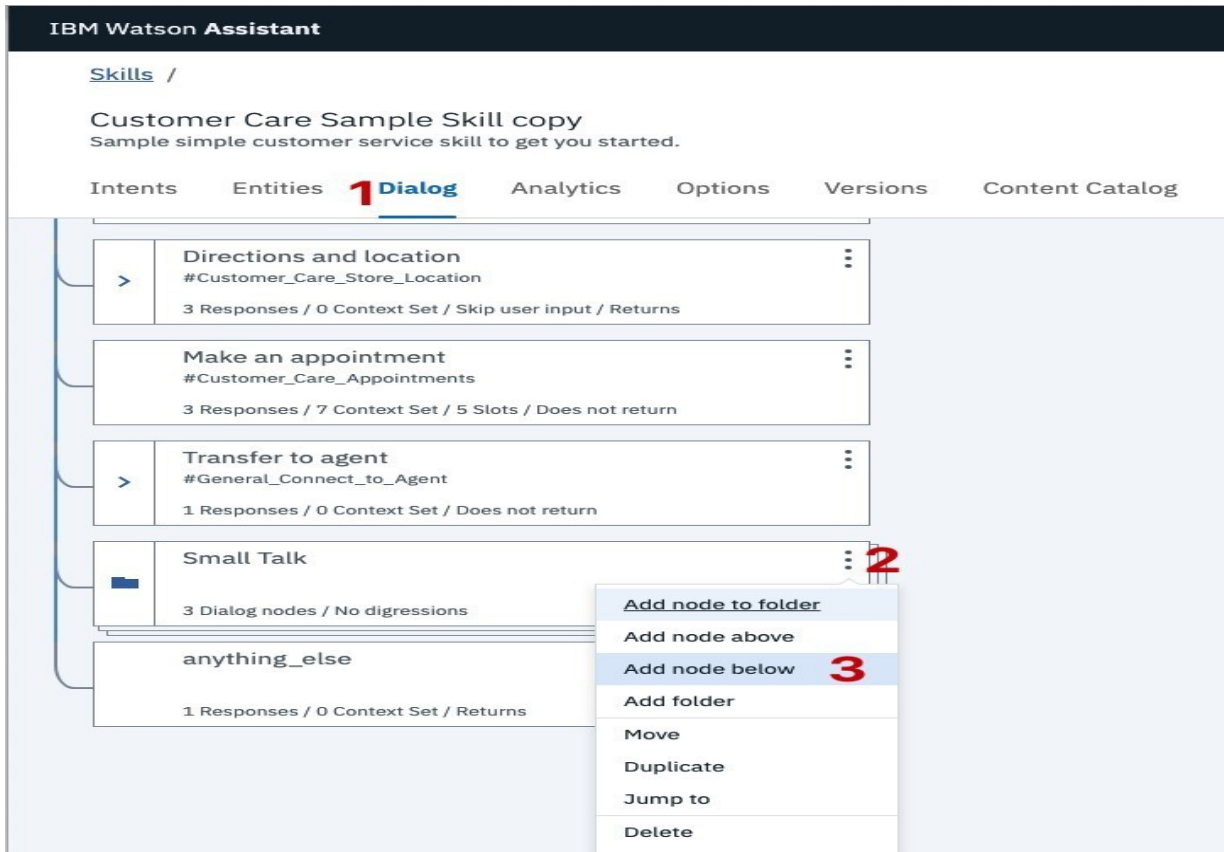 IBM Watson Assistant
Skills /
Customer Care Sample Skill copy
Sample simple customer service skill to get you started.
Intents Entities 1 Dialog Analytics Options Versions Content Catalog
Directions and location
#Customer_Care_Store_Location
3 Responses / 0 Context Set / Skip user input / Returns
Make an appointment
#Customer_Care_Appointments
3 Responses / 7 Context Set / 5 Slots / Does not return
Transfer to agent
#General_Connect_to_Agent
1 Responses / 0 Context Set / Does not return
Small Talk 2
3 Dialog nodes / No digressions
anything_else
1 Responses / 0 Context Set / Returns
Add node to folder
Add node above
Add node below 3
Add folder
Move
Duplicate
Jump to
Delete